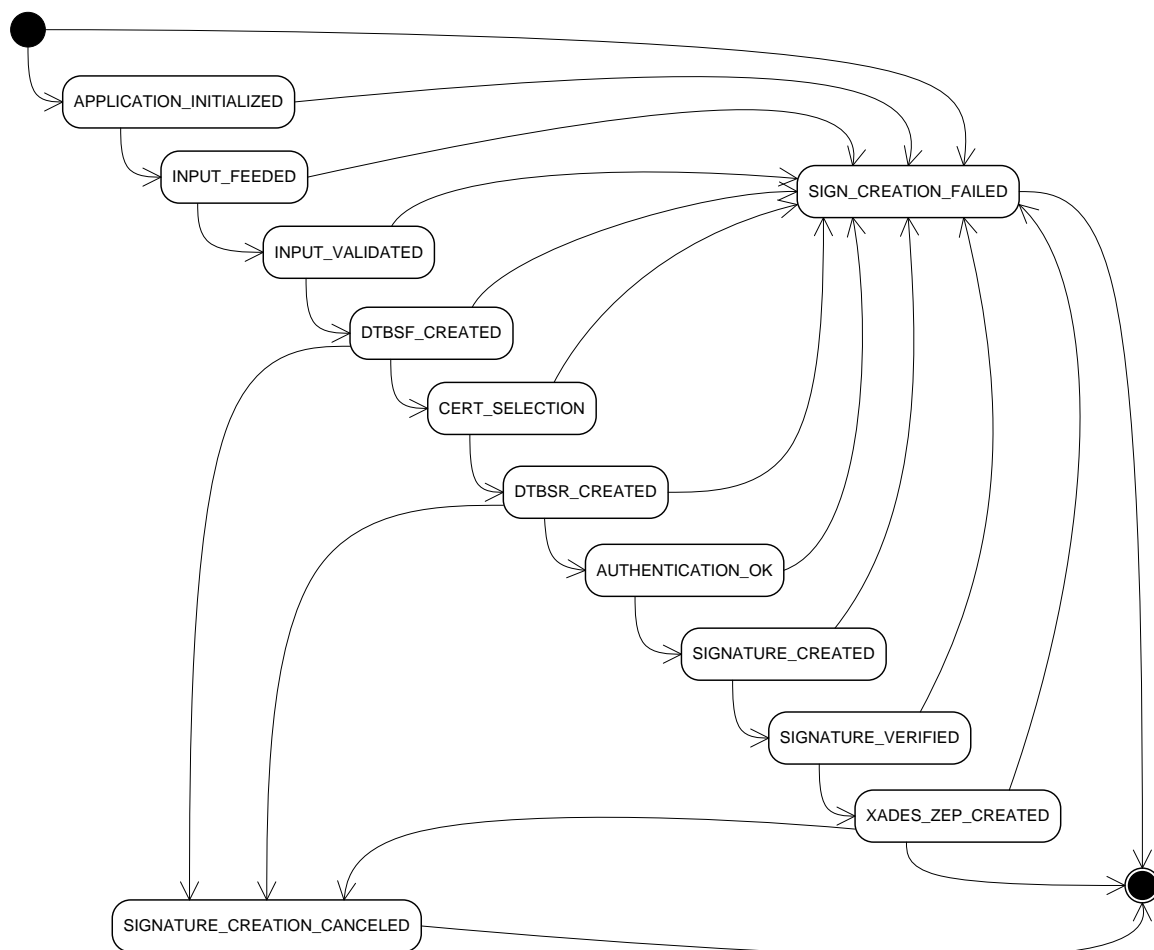 APPLICATION_INITIALIZED
INPUT_FEEDED
SIGN_CREATION_FAILED
INPUT_VALIDATED
DTBSF_CREATED
CERT_SELECTION
DTBSR_CREATED
AUTHENTICATION_OK
SIGNATURE_CREATED
SIGNATURE_VERIFIED
XADES_ZEP_CREATED
SIGNATURE_CREATION_CANCELED